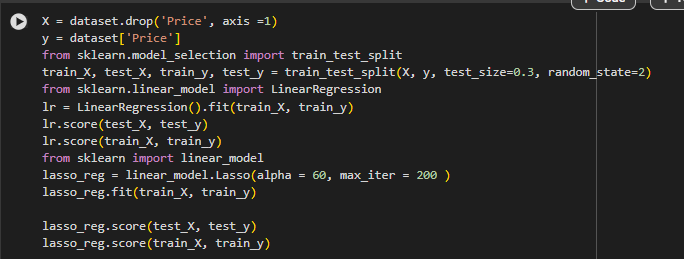 X = dataset.drop('Price', axis =1)
y = dataset['Price']
from sklearn.model_selection import train_test_split
train_X, test_X, train_y, test_y = train_test_split(X, y, test_size=0.3, random_state=2)
from sklearn.linear_model import LinearRegression
lr = LinearRegression().fit(train_X, train_y)
lr.score(test_X, test_y)
lr.score(train_X, train_y)
from sklearn import linear_model
lasso_reg = linear_model.Lasso(alpha = 60, max_iter = 200 )
lasso_reg.fit(train_X, train_y)

lasso_reg.score(test_X, test_y)
lasso_reg.score(train_X, train_y)